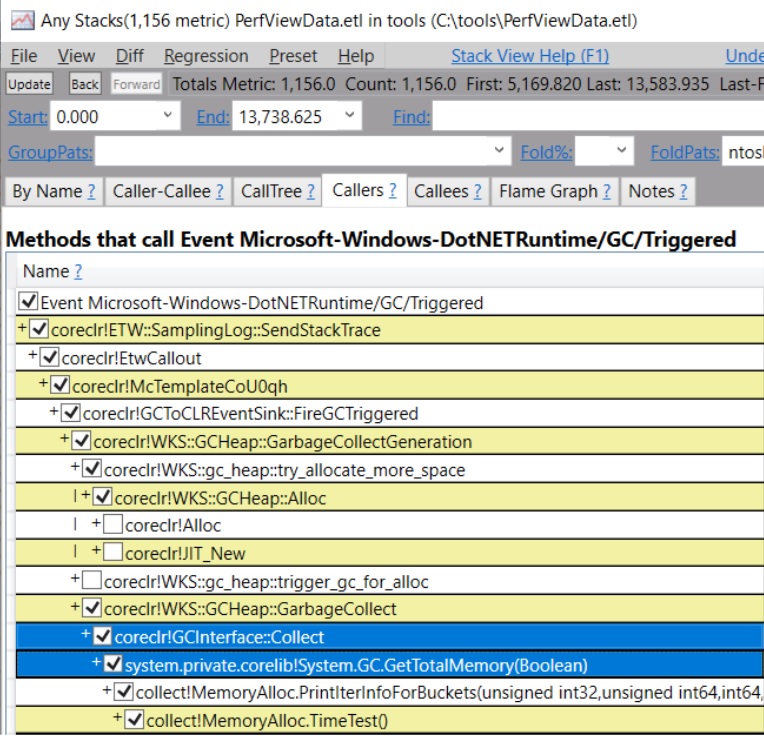 Any Stacks(1,156 metric) PerfViewData.etl in tools (C:\tools\PerfViewData.etl)
File View Diff Regression Preset Help Stack View Help (F1) Unde
Update Back Forward Totals Metric: 1,156.0 Count: 1,156.0 First: 5,169.820 Last: 13,583.935 Last-F
Start: 0.000 End: 13,738.625 Find:
GroupPats: Fold%: FoldPats: ntos
By Name ? Caller-Callee ? CallTree ? Callers ? Callees ? Flame Graph ? Notes ?
Methods that call Event Microsoft-Windows-DotNETRuntime/GC/Triggered
Name ?
Event Microsoft-Windows-DotNETRuntime/GC/Triggered
+ coreclr!ETW::SamplingLog::SendStackTrace
+ coreclr!EtwCallout
+ coreclr!McTemplateCoU0qh
+ coreclr!GCToCLREventSink::FireGCTriggered
+ coreclr!WKS::GCHeap::GarbageCollectGeneration
+ coreclr!WKS::gc_heap::try_allocate_more_space
| + coreclr!WKS::GCHeap::Alloc
| + coreclr!Alloc
| + coreclr!JIT_New
+ coreclr!WKS::gc_heap::trigger_gc_for_alloc
+ coreclr!WKS::GCHeap::GarbageCollect
+ coreclr!GCInterface::Collect
+ system.private.corelib!System.GC.GetTotalMemory(Boolean)
+ collect!MemoryAlloc.PrintIterInfoForBuckets(unsigned int32,unsigned int64,int64,
+ collect!MemoryAlloc.TimeTest()